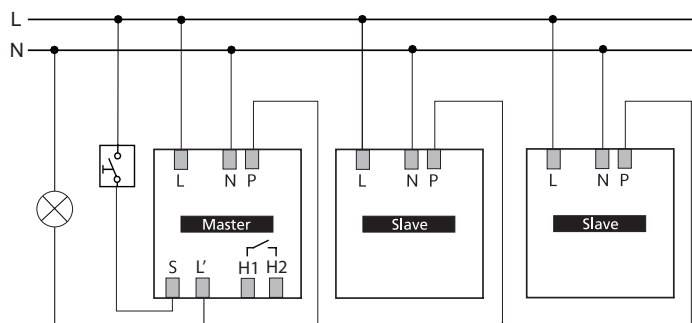 L
N
L N P L N P L N P
Master Slave Slave
S L’ H1 H2